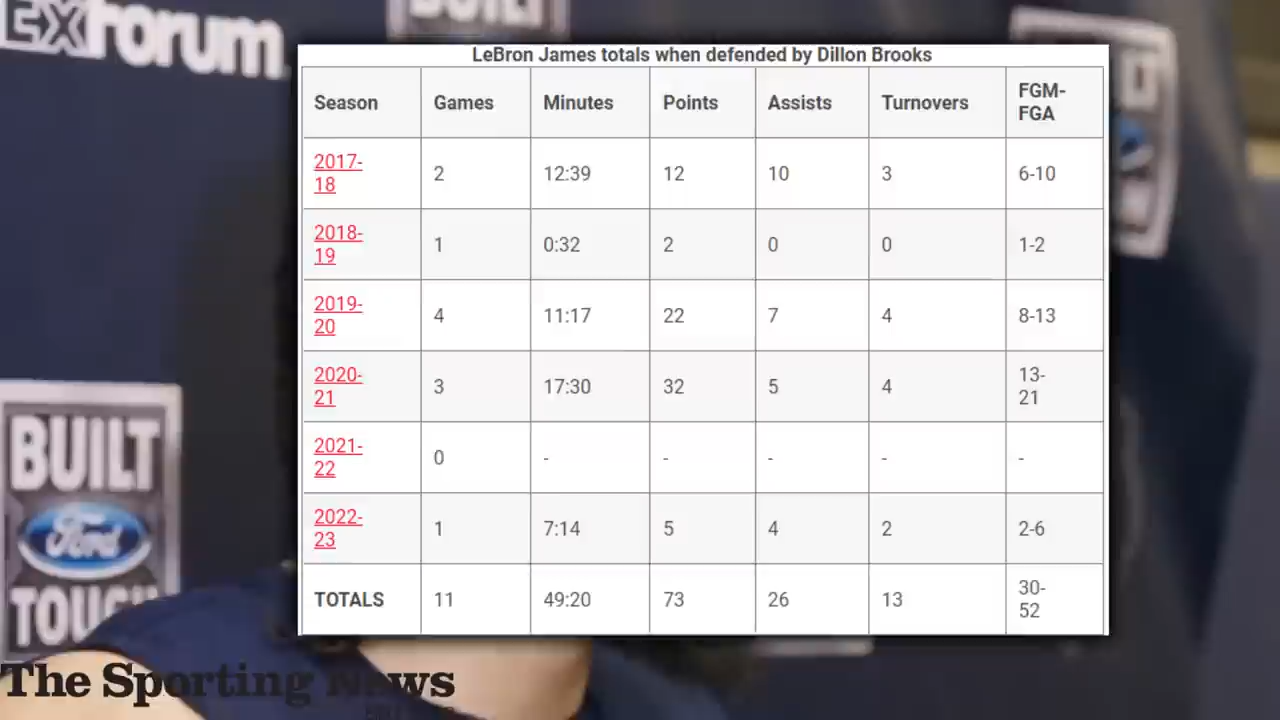 EXforum
BUILT
LeBron James totals when defended by Dillon Brooks
Season Games Minutes Points Assists Turnovers FGM-
FGA
2017-
18 2 12:39 12 10 3 6-10
2018-
19 1 0:32 2 0 0 1-2
2019-
20 4 11:17 22 7 4 8-13
2020-
21 3 17:30 32 5 4 13-
21
2021-
22 0 - - - - -
2022-
23 1 7:14 5 4 2 2-6
TOTALS 11 49:20 73 26 13 30-
52
BUILT
Ford
TOUGH
The Sporting News